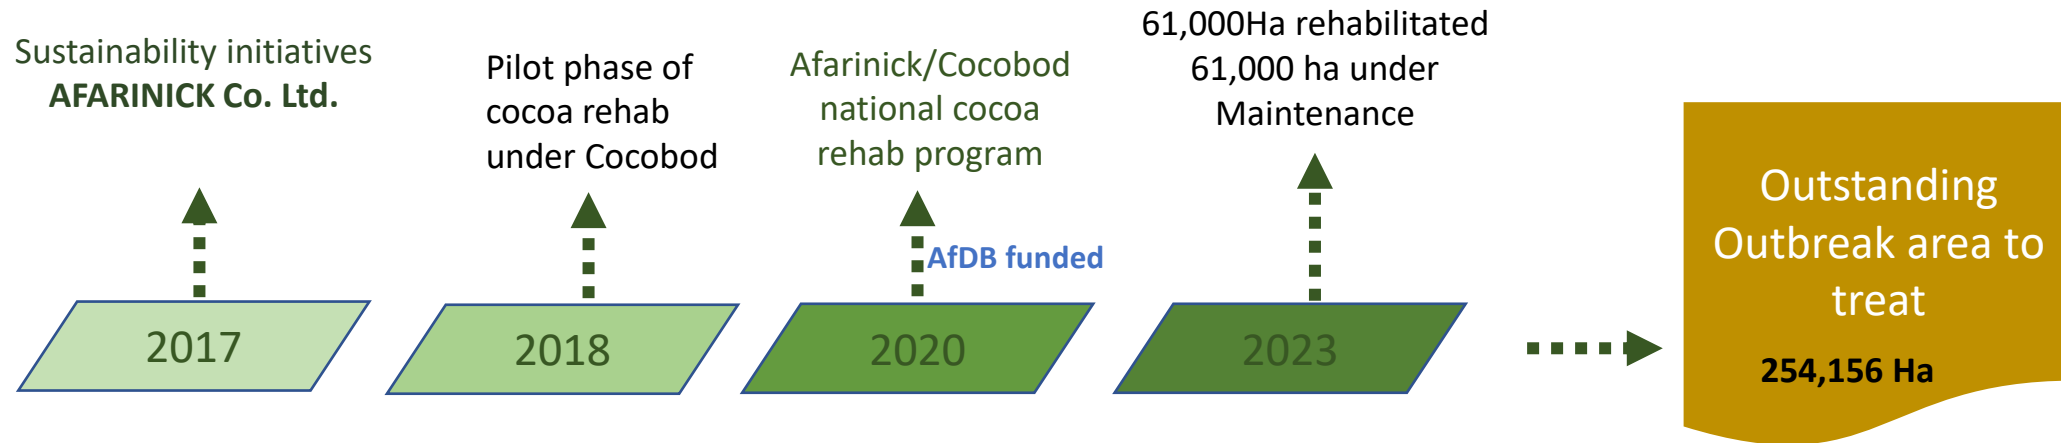 Sustainability initiatives
AFARINICK Co. Ltd.
2017
Pilot phase of
cocoa rehab
under Cocobod
2018
Afarinick/Cocobod
national cocoa
rehab program
AfDB funded
2020
61,000Ha rehabilitated
61,000 ha under
Maintenance
2023
Outstanding
Outbreak area to
treat
254,156 Ha